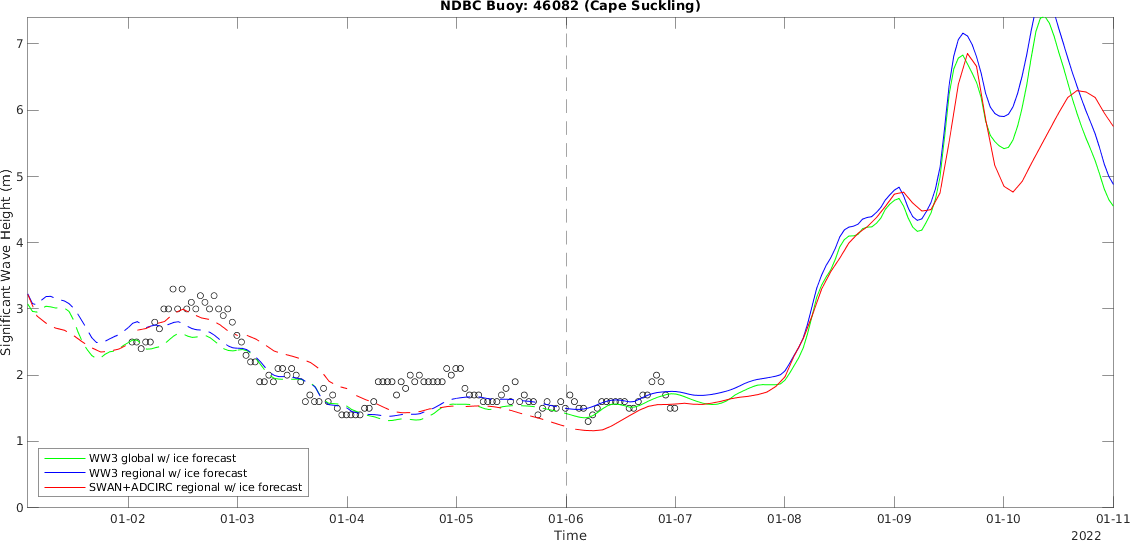 NDBC Buoy: 46082 (Cape Suckling)
Significant Wave Height (m)
7
6
5
4
3
2
1
0
WW3 global w/ ice forecast
WW3 regional w/ ice forecast
SWAN+ADCIRC regional w/ ice forecast
01-02 01-03 01-04 01-05 01-06 01-07 01-08 01-09 01-10 01-11
Time
2022